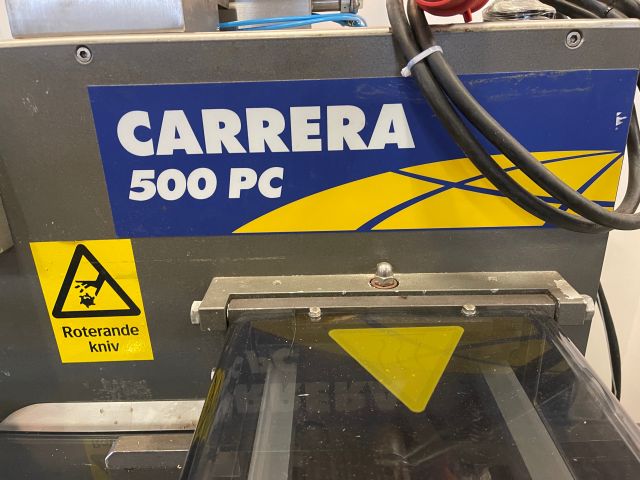 CARRERA
500 PC
Roterande
kniv